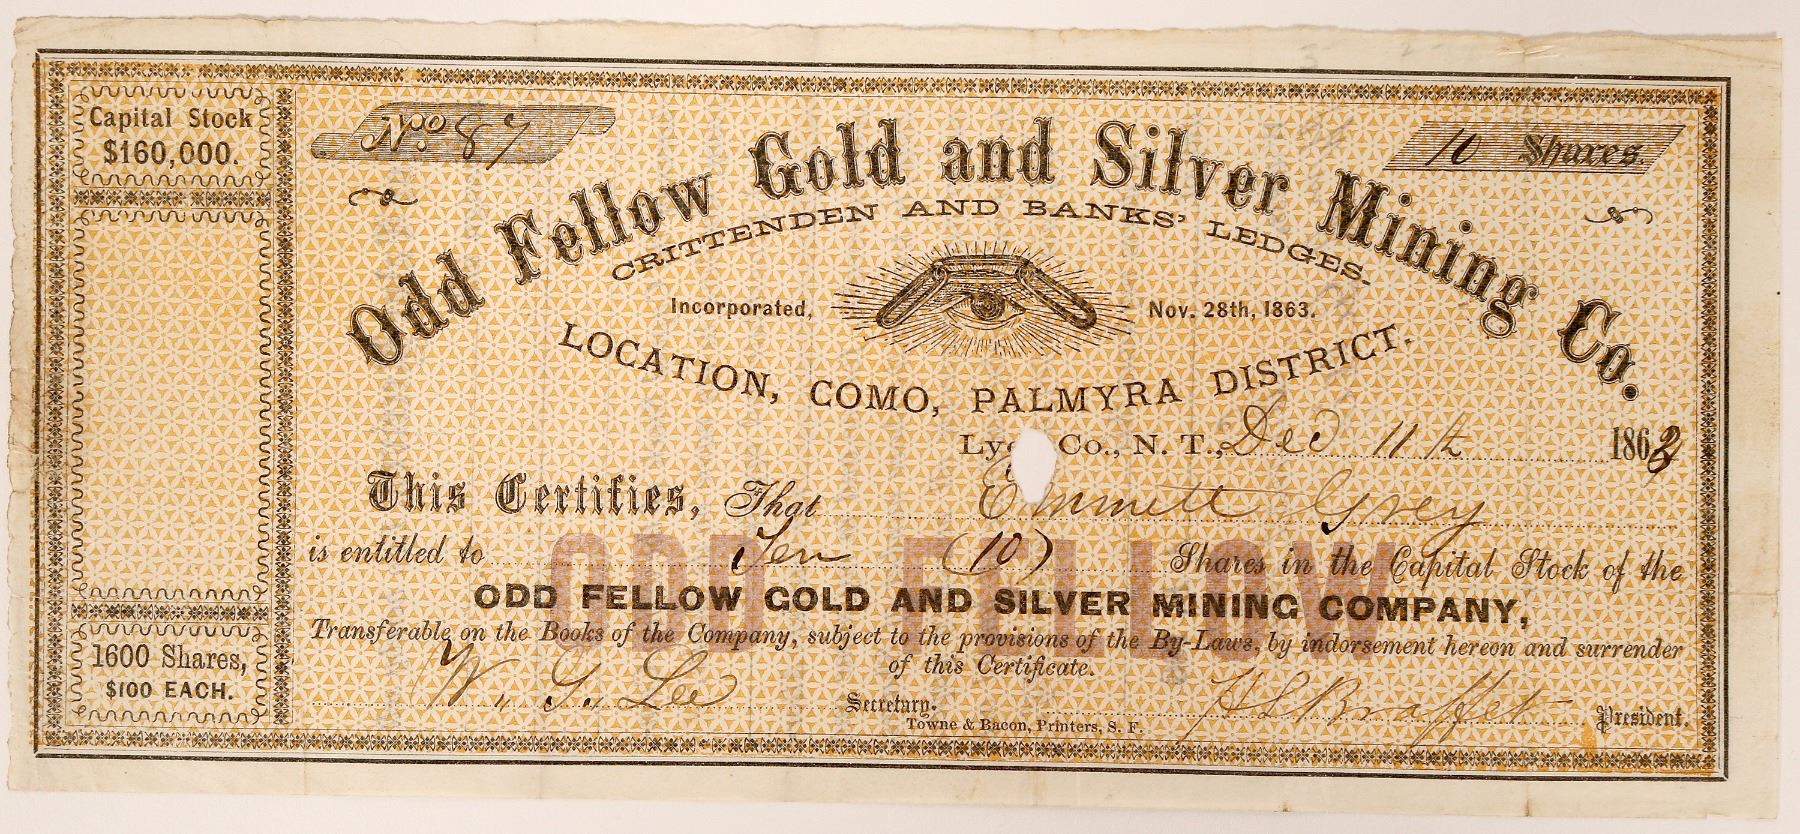 Capital Stock
$160,000.
No 87
10 Shares.
Odd Fellow Gold and Silver Mining Co.
CRITTENDEN AND BANKS' LEDGES.
Incorporated, Nov. 28th, 1863.
LOCATION, COMO, PALMYRA DISTRICT.
Co., N. T., Dec 11th 1863
This Certifies, That Emmett Grey
is entitled to Ten (10) Shares in the Capital Stock of the
ODD FELLOW
ODD FELLOW GOLD AND SILVER MINING COMPANY,
Transferable on the Books of the Company, subject to the provisions of the By-Laws, by indorsement hereon and surrender
of this Certificate.
1600 Shares,
$100 EACH.
W. Lee Secretary.
President.
Towne & Bacon, Printers, S. F.